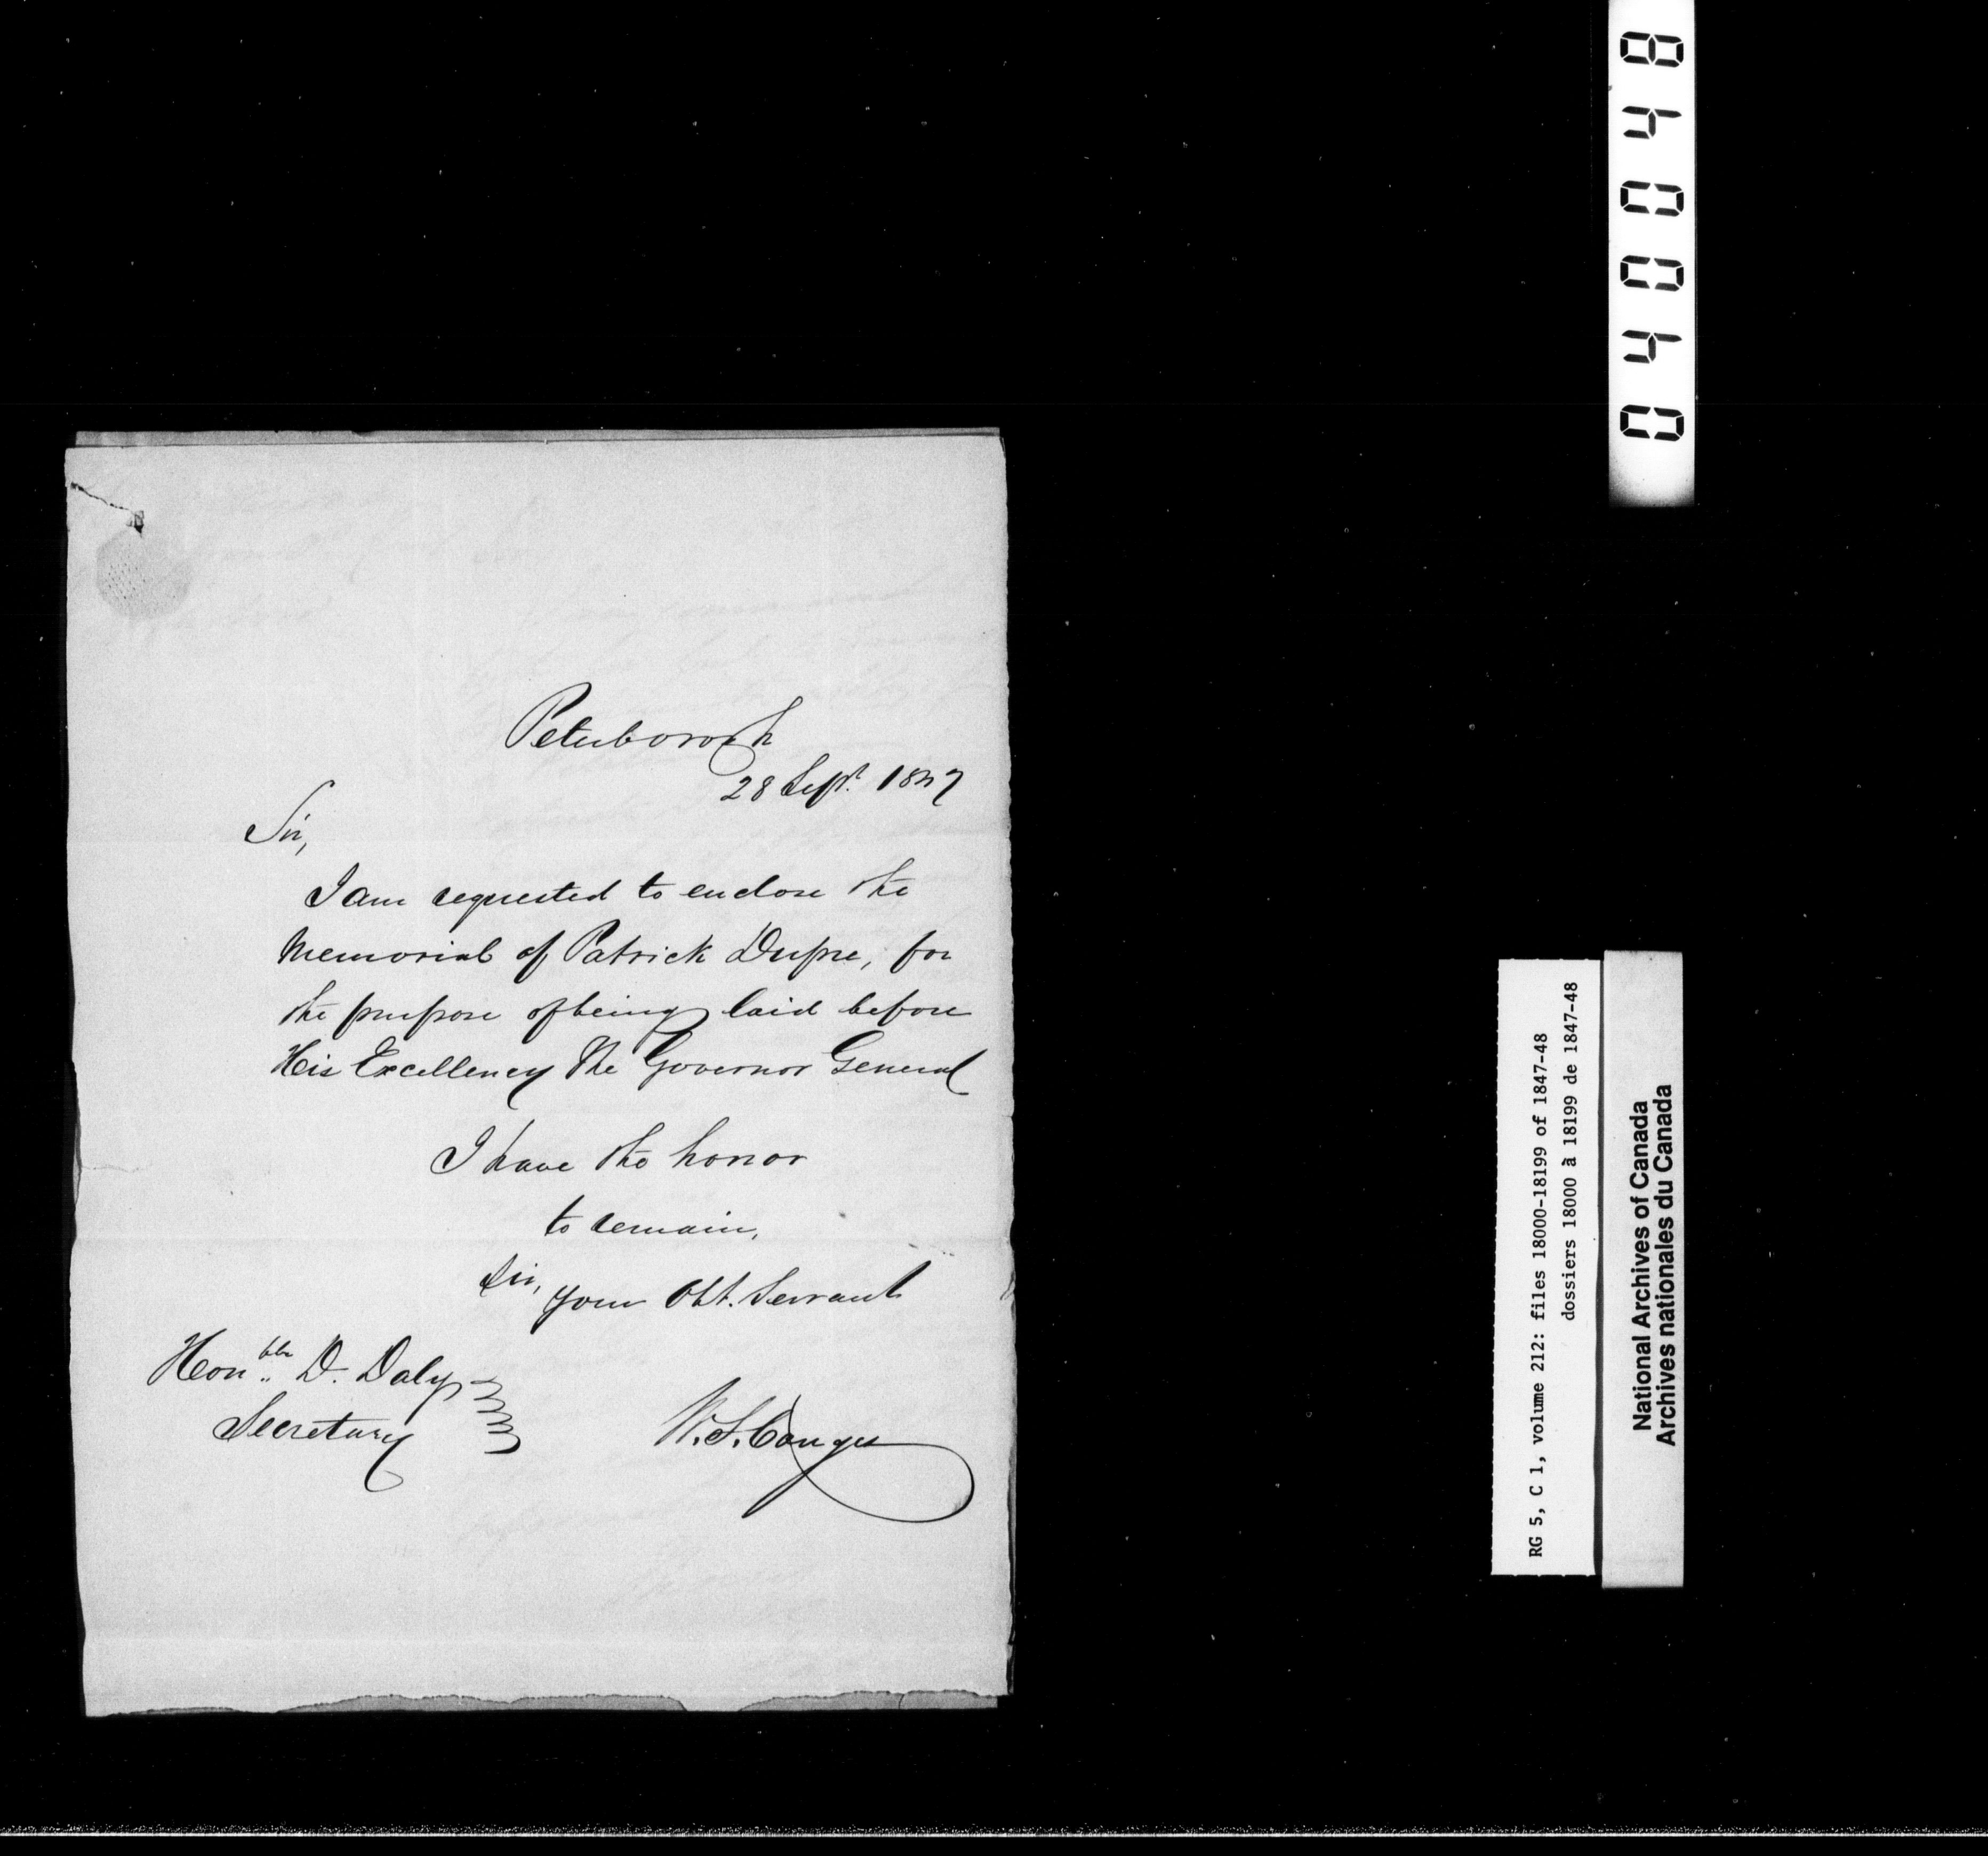 Peterborough
28 Sept. 1847
Sir,
I am requested to enclose the
Memorial of Patrick Dupre, for
the purpose of being laid before
His Excellency The Governor General
I have the honor
to remain,
Sir,
your Obt. Servant
Honble. D. Daly
Secretary
W. S. Conger
040048
RG 5, C 1, volume 212: files 18000-18199 of 1847-48
dossiers 18000 à 18199 de 1847-48
National Archives of Canada
Archives nationales du Canada